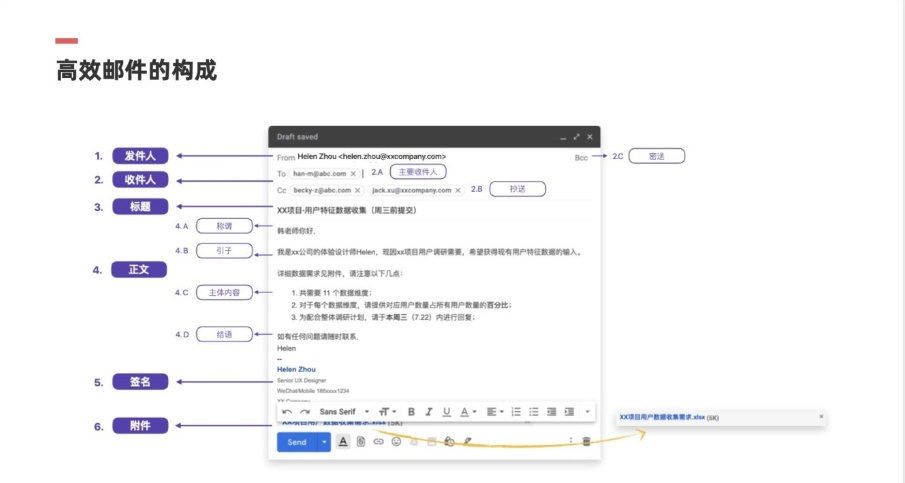 高效邮件的构成
Draft saved
1. 发件人
From Helen Zhou <helen.zhou@xxcompany.com>
Bcc
2.C 密送
2. 收件人
To han-m@abc.com ×
2.A 主要收件人
Cc becky-z@abc.com × jack.xu@xxcompany.com ×
2.B 抄送
3. 标题
XX项目-用户特征数据收集（周三前提交）
4.A 称谓
韩老师你好，
4.B 引子
我是xx公司的体验设计师Helen，现因xx项目用户调研需要，希望获得现有用户特征数据的输入。
4. 正文
详细数据需求见附件，请注意以下几点：
4.C 主体内容
1. 共需要 11 个数据维度；
2. 对于每个数据维度，请提供对应用户数量占所有用户数量的百分比；
3. 为配合整体调研计划，请于本周三（7.22）内进行回复；
4.D 结语
如有任何问题请随时联系，
Helen
--
5. 签名
Helen Zhou
Senior UX Designer
WeChat/Mobile 186xxxx1234
XX Company
Sans Serif
6. 附件
XX项目用户数据收集需求.xlsx (5K)
Send
XX项目用户数据收集需求.xlsx (5K) ×